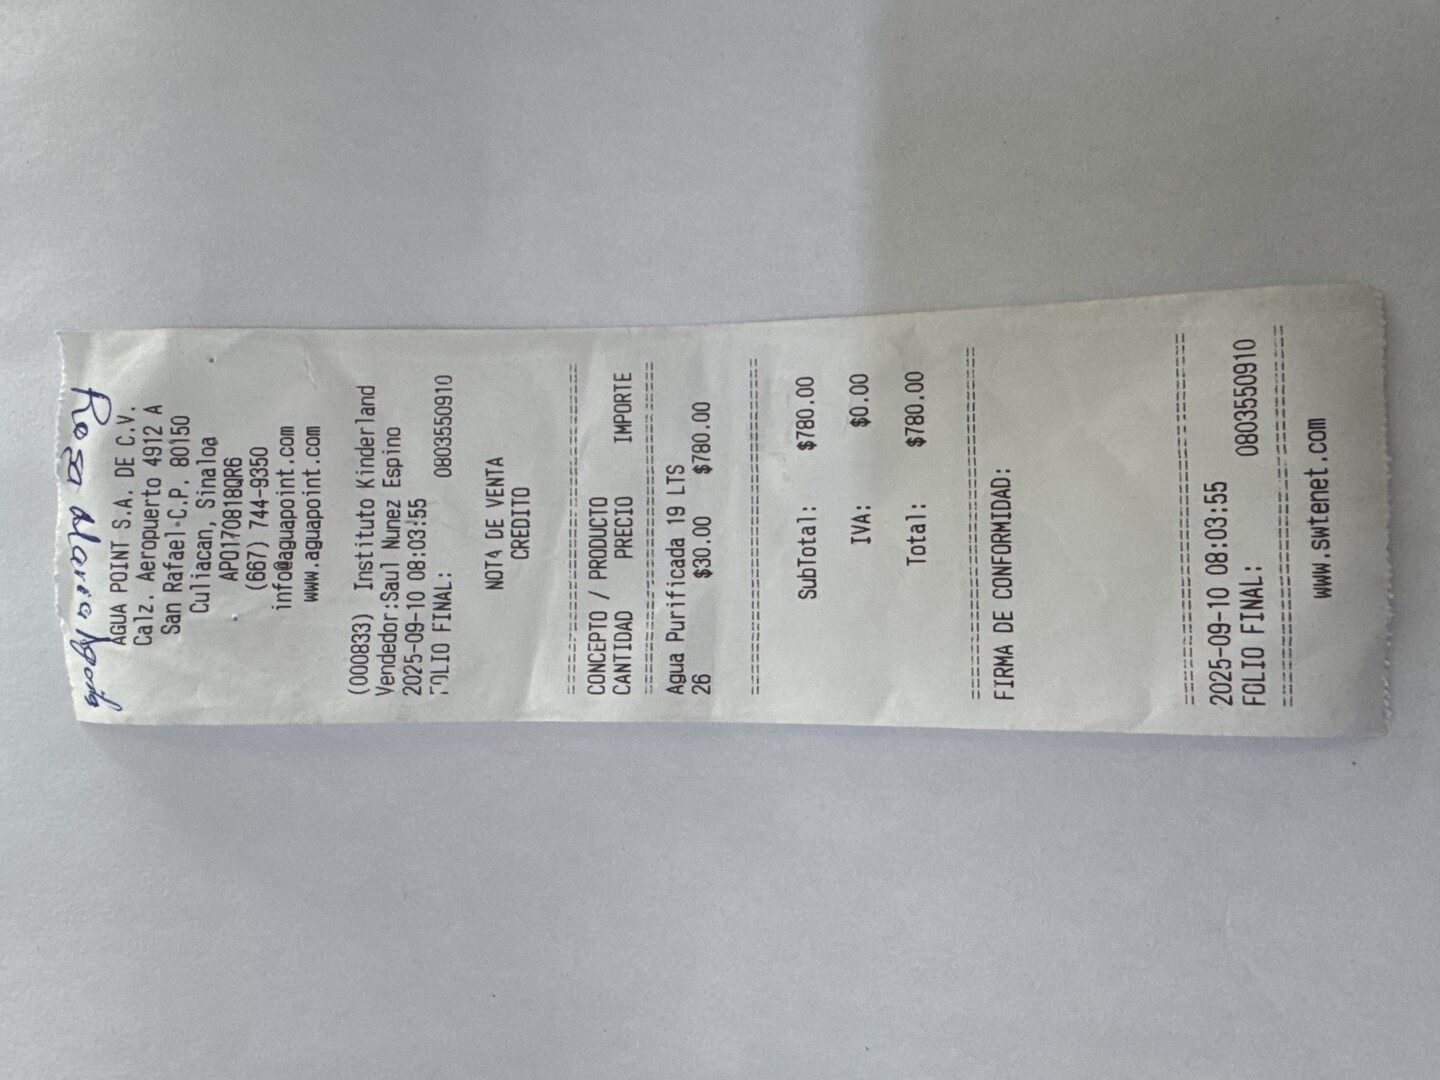 Rosa Maria
AGUA POINT S.A. DE C.V.
Calz. Aeropuerto 4912 A
San Rafael C.P. 80150
Culiacan, Sinaloa
APO170818QR6
(667) 744-9350
info@aguapoint.com
www.aguapoint.com
(000833) Instituto Kinderland
Vendedor:Saul Nunez Espino
2025-09-10 08:03:55
FOLIO FINAL: 0803550910
NOTA DE VENTA
CREDITO
==============================
CONCEPTO / PRODUCTO
CANTIDAD PRECIO IMPORTE
==============================
Agua Purificada 19 LTS
26 $30.00 $780.00
==============================
SubTotal: $780.00
IVA: $0.00
Total: $780.00
==============================
FIRMA DE CONFORMIDAD:
==============================
2025-09-10 08:03:55
FOLIO FINAL: 0803550910
==============================
www.swtenet.com